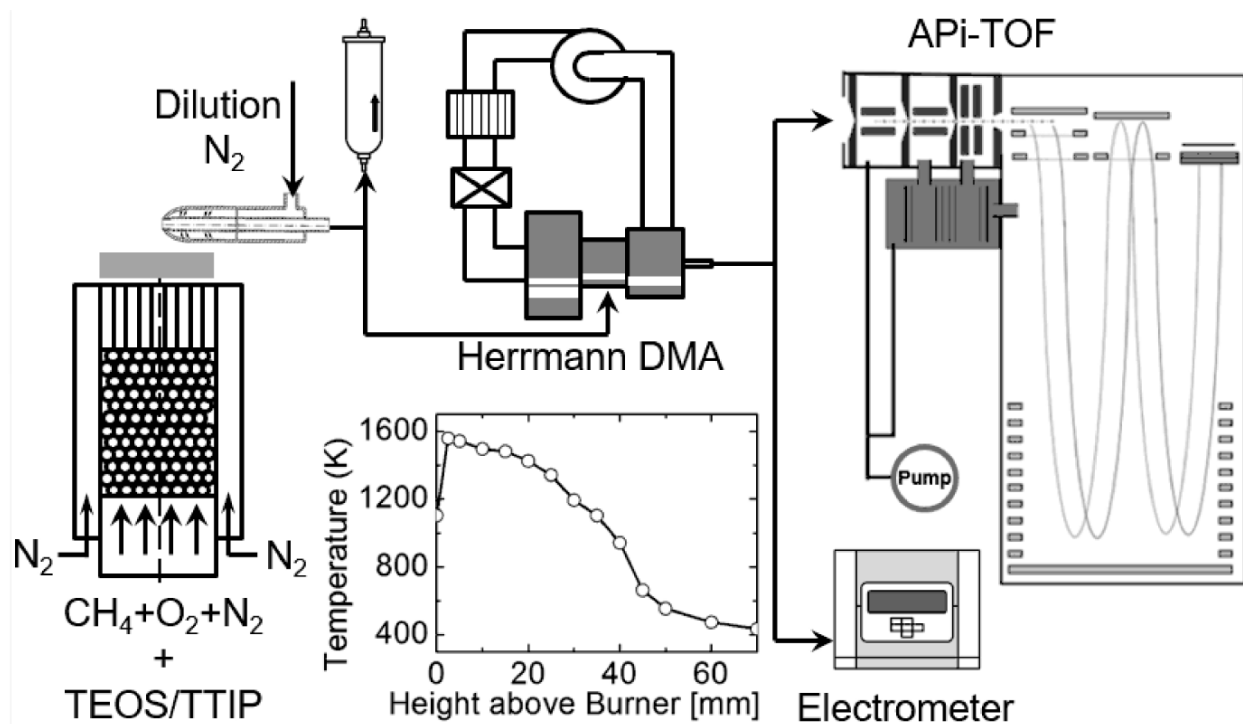 APi-TOF
Dilution
N₂
Herrmann DMA
N₂
N₂
CH₄+O₂+N₂
+
TEOS/TTIP
Temperature (K)
1600
1200
800
400
0
20
40
60
Height above Burner [mm]
Pump
Electrometer